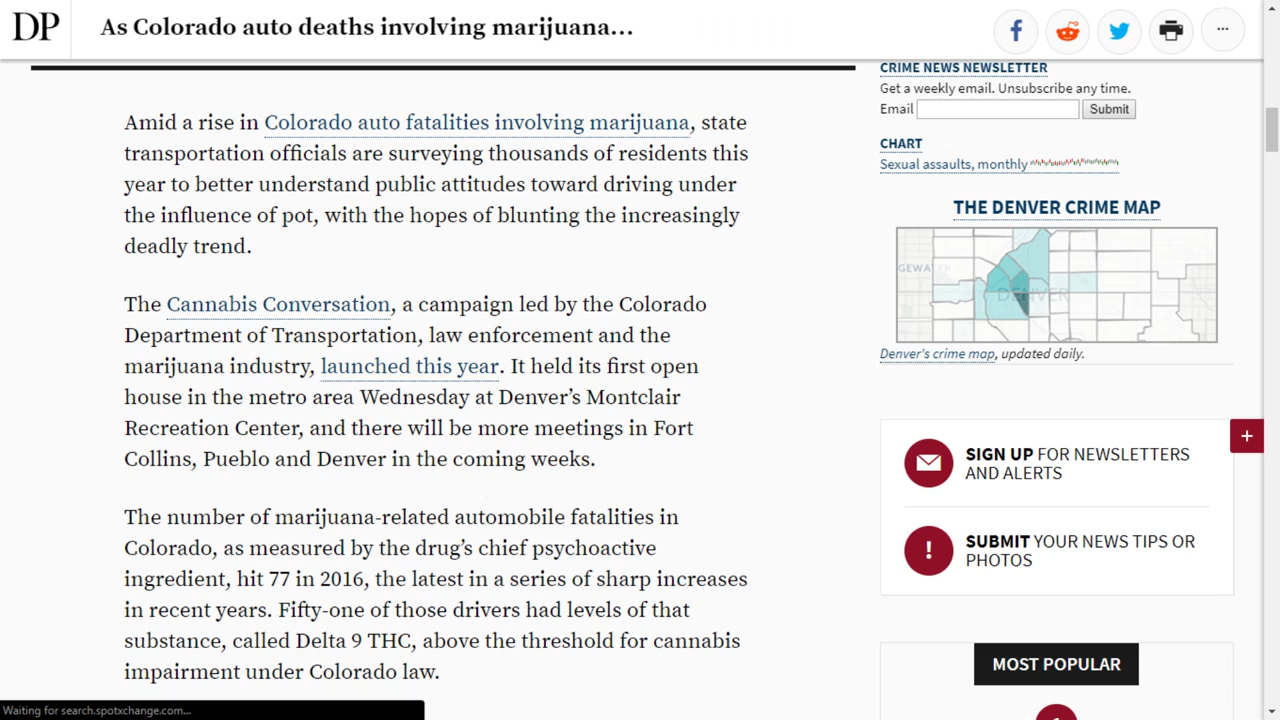 DP
As Colorado auto deaths involving marijuana...
Amid a rise in Colorado auto fatalities involving marijuana, state
transportation officials are surveying thousands of residents this
year to better understand public attitudes toward driving under
the influence of pot, with the hopes of blunting the increasingly
deadly trend.
The Cannabis Conversation, a campaign led by the Colorado
Department of Transportation, law enforcement and the
marijuana industry, launched this year. It held its first open
house in the metro area Wednesday at Denver’s Montclair
Recreation Center, and there will be more meetings in Fort
Collins, Pueblo and Denver in the coming weeks.
The number of marijuana-related automobile fatalities in
Colorado, as measured by the drug’s chief psychoactive
ingredient, hit 77 in 2016, the latest in a series of sharp increases
in recent years. Fifty-one of those drivers had levels of that
substance, called Delta 9 THC, above the threshold for cannabis
impairment under Colorado law.
CRIME NEWS NEWSLETTER
Get a weekly email. Unsubscribe any time.
Email Submit
CHART
Sexual assaults, monthly
THE DENVER CRIME MAP
GEWATER
DENVER
Denver's crime map, updated daily.
+
SIGN UP FOR NEWSLETTERS
AND ALERTS
! SUBMIT YOUR NEWS TIPS OR
PHOTOS
MOST POPULAR
Waiting for search.spotxchange.com...